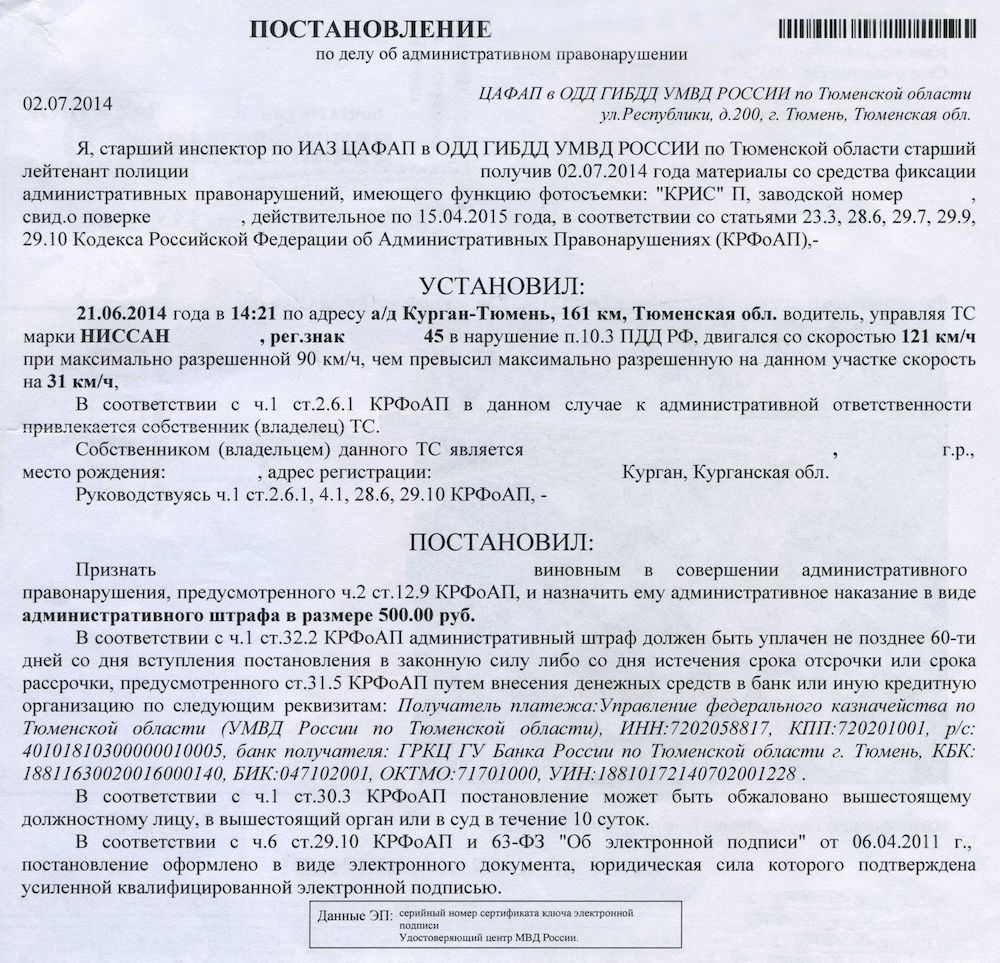 ПОСТАНОВЛЕНИЕ
по делу об административном правонарушении
02.07.2014
ЦАФАП в ОДД ГИБДД УМВД РОССИИ по Тюменской области
ул.Республики, д.200, г. Тюмень, Тюменская обл.
Я, старший инспектор по ИАЗ ЦАФАП в ОДД ГИБДД УМВД РОССИИ по Тюменской области старший
лейтенант полиции получив 02.07.2014 года материалы со средства фиксации
административных правонарушений, имеющего функцию фотосъемки: "КРИС" П, заводской номер ,
свид.о поверке , действительное по 15.04.2015 года, в соответствии со статьями 23.3, 28.6, 29.7, 29.9,
29.10 Кодекса Российской Федерации об Административных Правонарушениях (КРФоАП),-
УСТАНОВИЛ:
21.06.2014 года в 14:21 по адресу а/д Курган-Тюмень, 161 км, Тюменская обл. водитель, управляя ТС
марки НИССАН , рег.знак 45 в нарушение п.10.3 ПДД РФ, двигался со скоростью 121 км/ч
при максимально разрешенной 90 км/ч, чем превысил максимально разрешенную на данном участке скорость
на 31 км/ч,
В соответствии с ч.1 ст.2.6.1 КРФоАП в данном случае к административной ответственности
привлекается собственник (владелец) ТС.
Собственником (владельцем) данного ТС является , г.р.,
место рождения: , адрес регистрации: Курган, Курганская обл.
Руководствуясь ч.1 ст.2.6.1, 4.1, 28.6, 29.10 КРФоАП, -
ПОСТАНОВИЛ:
Признать виновным в совершении административного
правонарушения, предусмотренного ч.2 ст.12.9 КРФоАП, и назначить ему административное наказание в виде
административного штрафа в размере 500.00 руб.
В соответствии с ч.1 ст.32.2 КРФоАП административный штраф должен быть уплачен не позднее 60-ти
дней со дня вступления постановления в законную силу либо со дня истечения срока отсрочки или срока
рассрочки, предусмотренного ст.31.5 КРФоАП путем внесения денежных средств в банк или иную кредитную
организацию по следующим реквизитам: Получатель платежа:Управление федерального казначейства по
Тюменской области (УМВД России по Тюменской области), ИНН:7202058817, КПП:720201001, р/с:
40101810300000010005, банк получателя: ГРКЦ ГУ Банка России по Тюменской области г. Тюмень, КБК:
18811630020016000140, БИК:047102001, ОКТМО:71701000, УИН:18810172140702001228 .
В соответствии с ч.1 ст.30.3 КРФоАП постановление может быть обжаловано вышестоящему
должностному лицу, в вышестоящий орган или в суд в течение 10 суток.
В соответствии с ч.6 ст.29.10 КРФоАП и 63-ФЗ "Об электронной подписи" от 06.04.2011 г.,
постановление оформлено в виде электронного документа, юридическая сила которого подтверждена
усиленной квалифицированной электронной подписью.
Данные ЭП: серийный номер сертификата ключа электронной
подписи
Удостоверяющий центр МВД России.